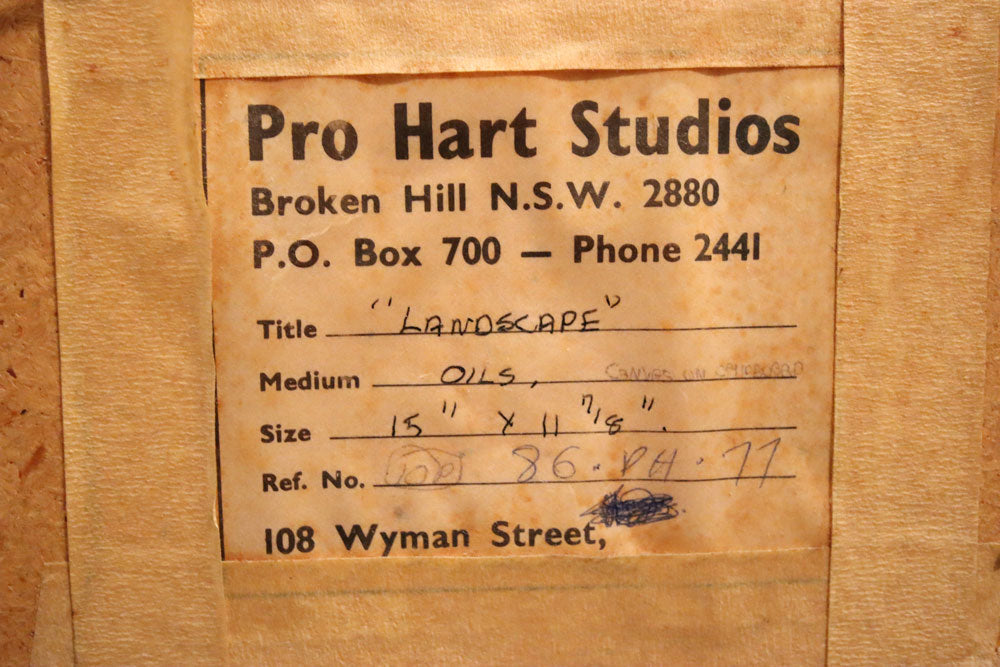 Pro Hart Studios
Broken Hill N.S.W. 2880
P.O. Box 700 — Phone 2441
Title "LANDSCAPE"
Medium OILS, CANVAS ON
Size 15" X 11 7/8".
Ref. No. 86.PH.77
108 Wyman Street,